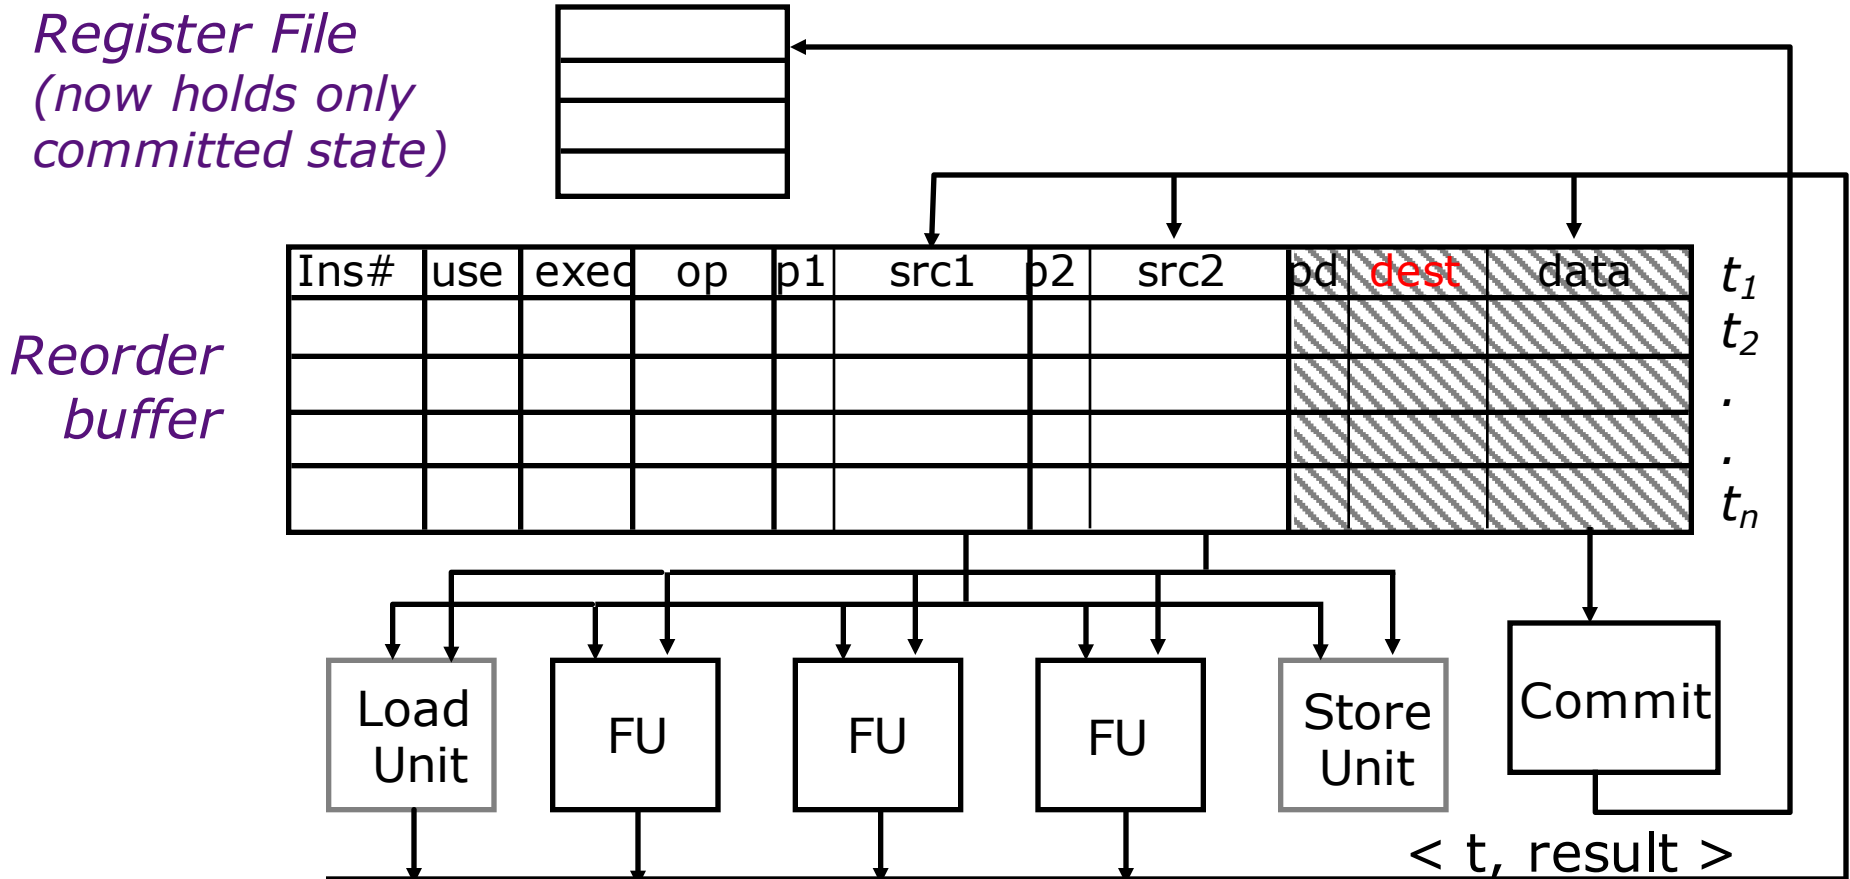 Register File
(now holds only
committed state)
Ins# use exec op p1 src1 p2 src2 pd dest data t1
t2
Reorder
buffer
.
.
tn
Load
Unit
FU
FU
FU
Store
Unit
Commit
< t, result >